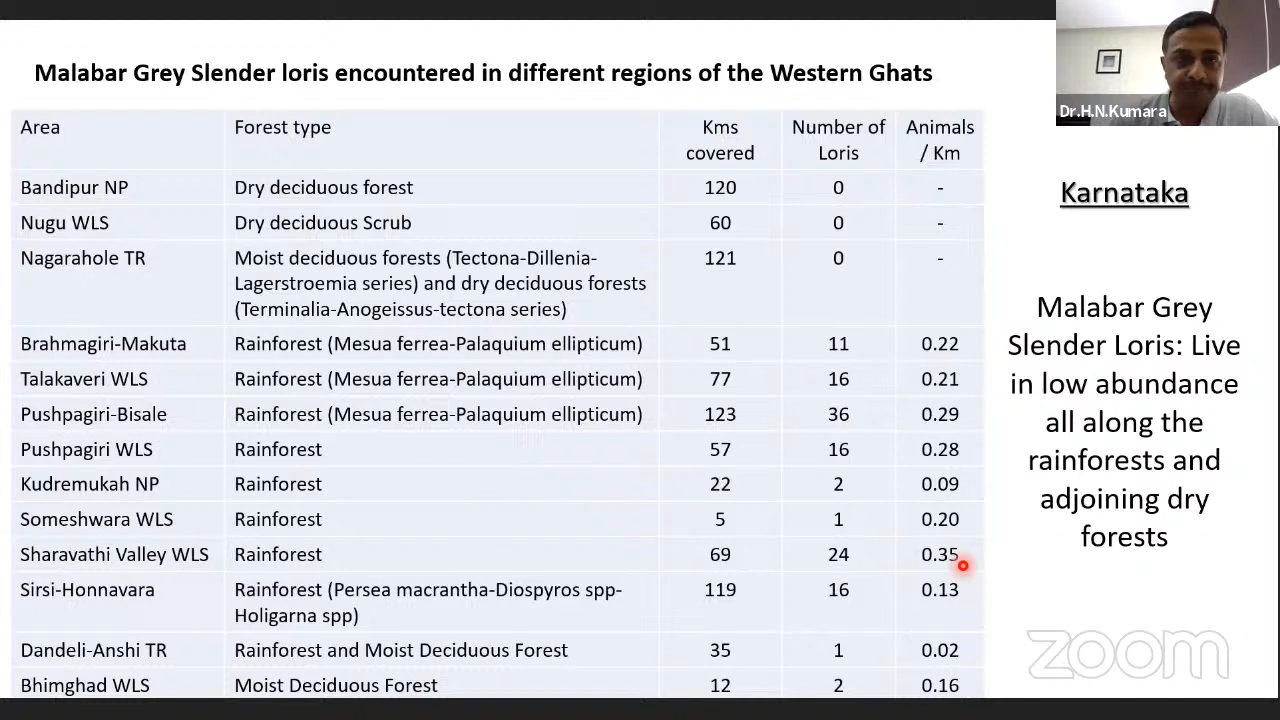 Malabar Grey Slender loris encountered in different regions of the Western Ghats
Dr.H.N.Kumara
Area Forest type Kms covered Number of Loris Animals / Km
Bandipur NP Dry deciduous forest 120 0 -
Nugu WLS Dry deciduous Scrub 60 0 -
Nagarahole TR Moist deciduous forests (Tectona-Dillenia- 121 0 -
Lagerstroemia series) and dry deciduous forests
(Terminalia-Anogeissus-tectona series)
Brahmagiri-Makuta Rainforest (Mesua ferrea-Palaquium ellipticum) 51 11 0.22
Talakaveri WLS Rainforest (Mesua ferrea-Palaquium ellipticum) 77 16 0.21
Pushpagiri-Bisale Rainforest (Mesua ferrea-Palaquium ellipticum) 123 36 0.29
Pushpagiri WLS Rainforest 57 16 0.28
Kudremukah NP Rainforest 22 2 0.09
Someshwara WLS Rainforest 5 1 0.20
Sharavathi Valley WLS Rainforest 69 24 0.35
Sirsi-Honnavara Rainforest (Persea macrantha-Diospyros spp- 119 16 0.13
Holigarna spp)
Dandeli-Anshi TR Rainforest and Moist Deciduous Forest 35 1 0.02
Bhimghad WLS Moist Deciduous Forest 12 2 0.16
Karnataka
Malabar Grey
Slender Loris: Live
in low abundance
all along the
rainforests and
adjoining dry
forests
zoom